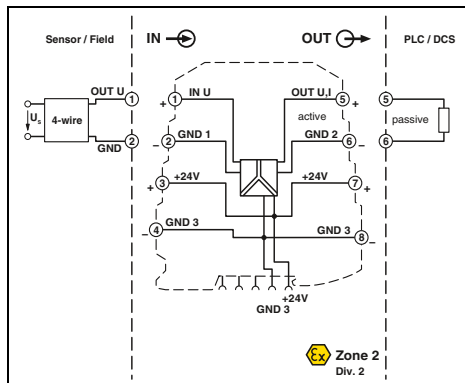 Sensor / Field
IN
OUT
PLC / DCS
OUT U
1
+
1
IN U
OUT U,I
5
+
5
Us
4-wire
active
passive
GND
2
−
2
GND 1
GND 2
6
−
6
+
3
+24V
+24V
7
+
−
4
GND 3
GND 3
8
−
+24V
GND 3
Ex
Zone 2
Div. 2